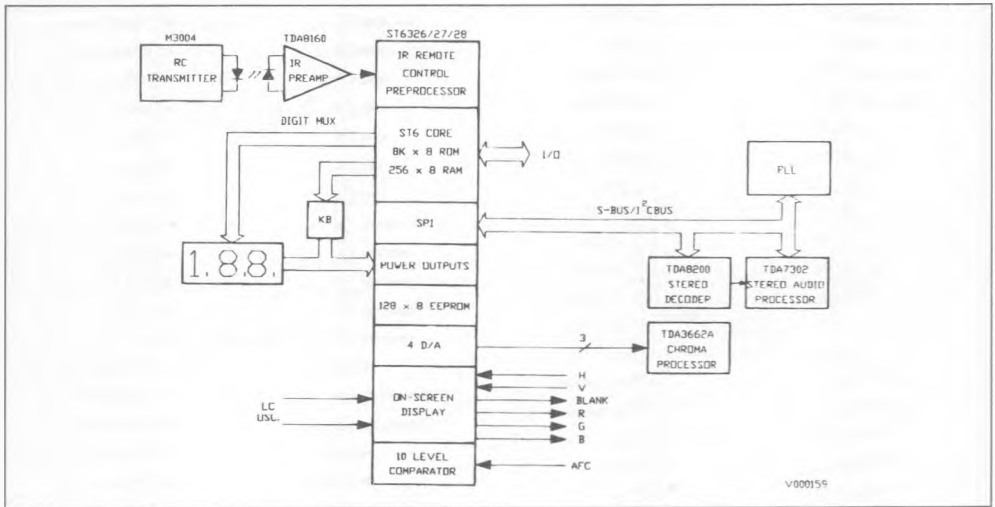 M3004
RC
TRANSMITTER
TDA8160
IR
PREAMP
ST6326/27/28
IR REMOTE
CONTROL
PREPROCESSOR
DIGIT MUX
ST6 CORE
8K x 8 ROM
256 x 8 RAM
I/O
KB
SPI
S-BUS/I²CBUS
PLL
1.8.8.
POWER OUTPUTS
TDA8200
STEREO
DECODER
TDA7302
STEREO AUDIO
PROCESSOR
128 x 8 EEPROM
4 D/A
3
TDA3662A
CHROMA
PROCESSOR
LC
OSC.
ON-SCREEN
DISPLAY
H
V
BLANK
R
G
B
10 LEVEL
COMPARATOR
AFC
V000159